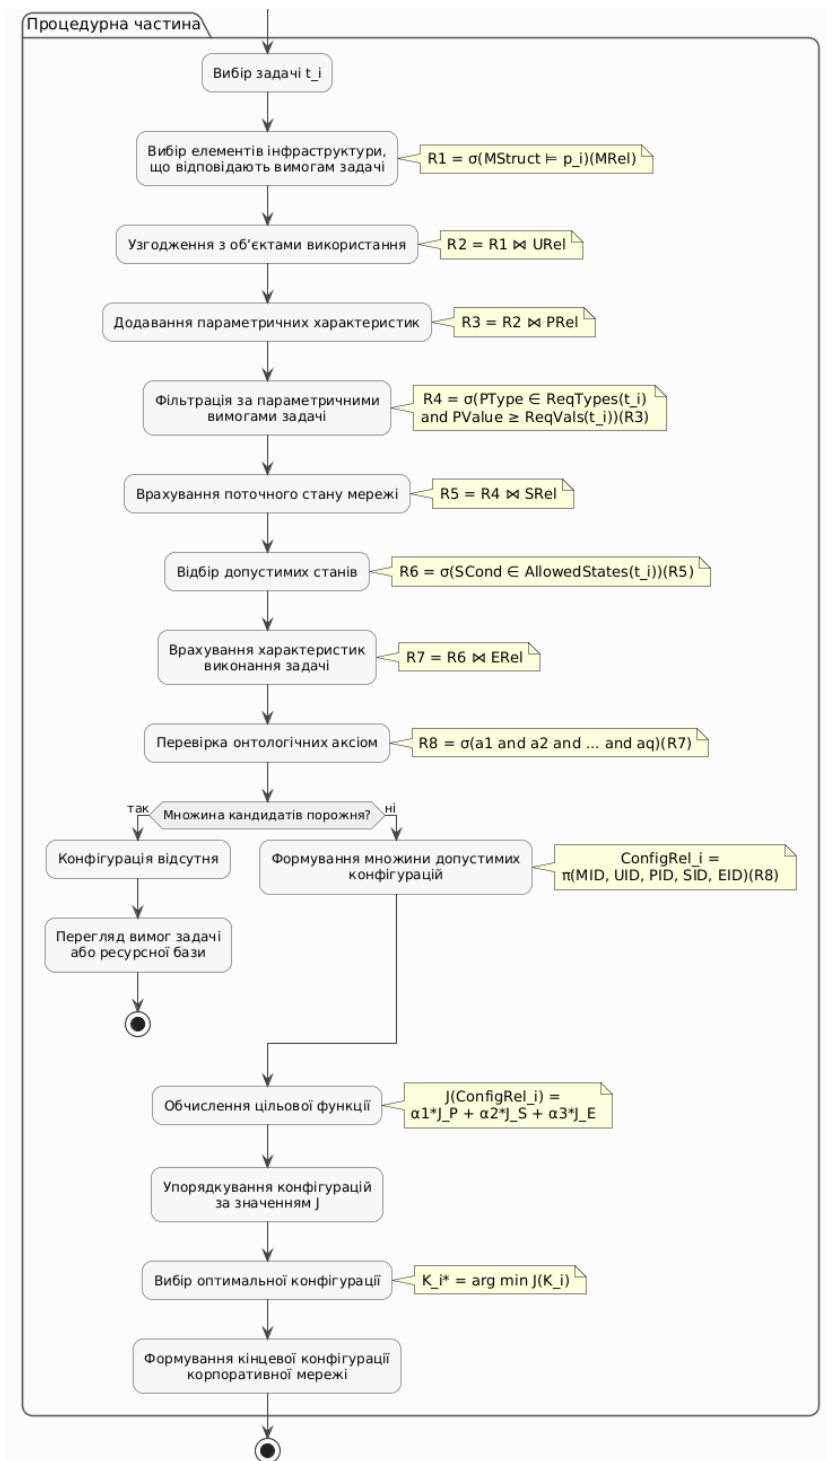 Процедурна частина
Вибір задачі t_i
Вибір елементів інфраструктури,
що відповідають вимогам задачі
R1 = σ(MStruct ⊨ p_i)(MRel)
Узгодження з об’єктами використання
R2 = R1 ⋈ URel
Додавання параметричних характеристик
R3 = R2 ⋈ PRel
Фільтрація за параметричними
вимогами задачі
R4 = σ(PType ∈ ReqTypes(t_i)
and PValue ≥ ReqVals(t_i))(R3)
Врахування поточного стану мережі
R5 = R4 ⋈ SRel
Відбір допустимих станів
R6 = σ(SCond ∈ AllowedStates(t_i))(R5)
Врахування характеристик
виконання задачі
R7 = R6 ⋈ ERel
Перевірка онтологічних аксіом
R8 = σ(a1 and a2 and ... and aq)(R7)
так
Множина кандидатів порожня?
ні
Конфігурація відсутня
Перегляд вимог задачі
або ресурсної бази
Формування множини допустимих
конфігурацій
ConfigRel_i =
π(MID, UID, PID, SID, EID)(R8)
Обчислення цільової функції
J(ConfigRel_i) =
α1*J_P + α2*J_S + α3*J_E
Упорядкування конфігурацій
за значенням J
Вибір оптимальної конфігурації
K_i* = arg min J(K_i)
Формування кінцевої конфігурації
корпоративної мережі